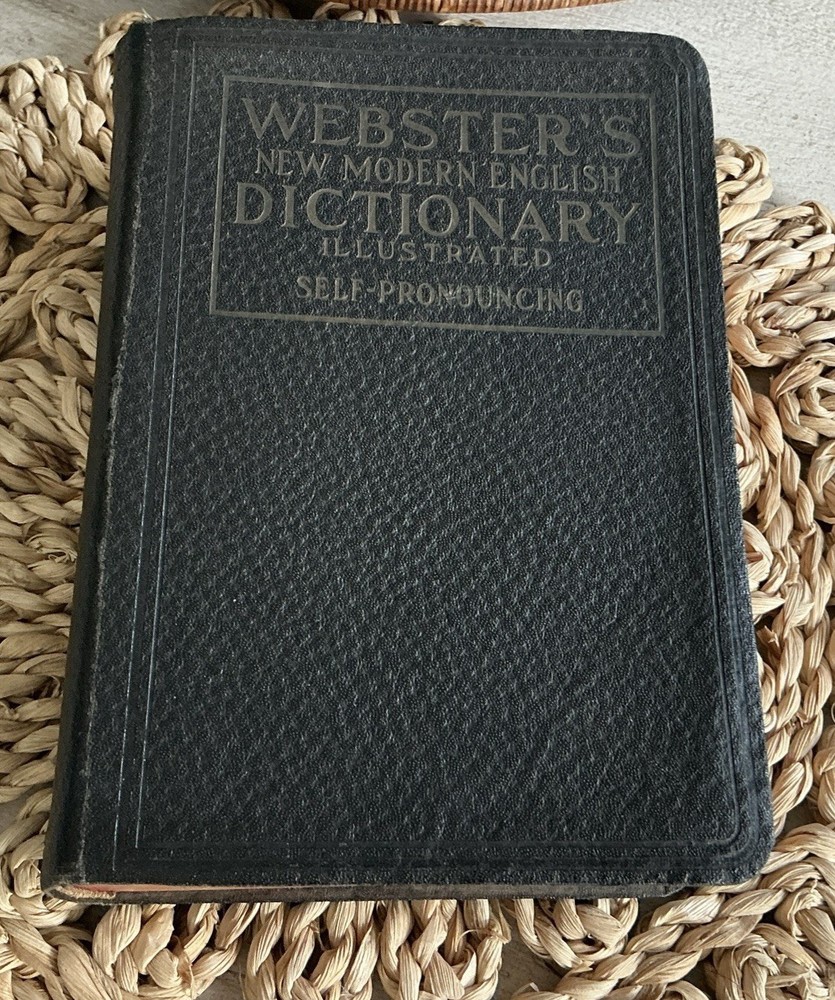 WEBSTER'S
NEW MODERN ENGLISH
DICTIONARY
ILLUSTRATED
SELF-PRONOUNCING